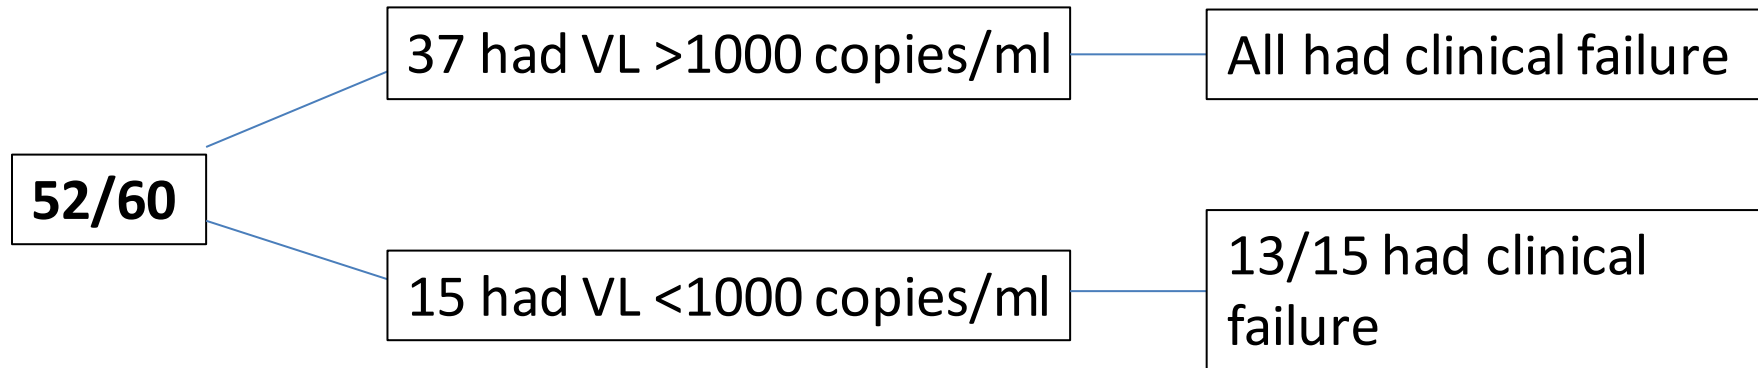 37 had VL >1000 copies/ml
All had clinical failure
52/60
15 had VL <1000 copies/ml
13/15 had clinical
failure